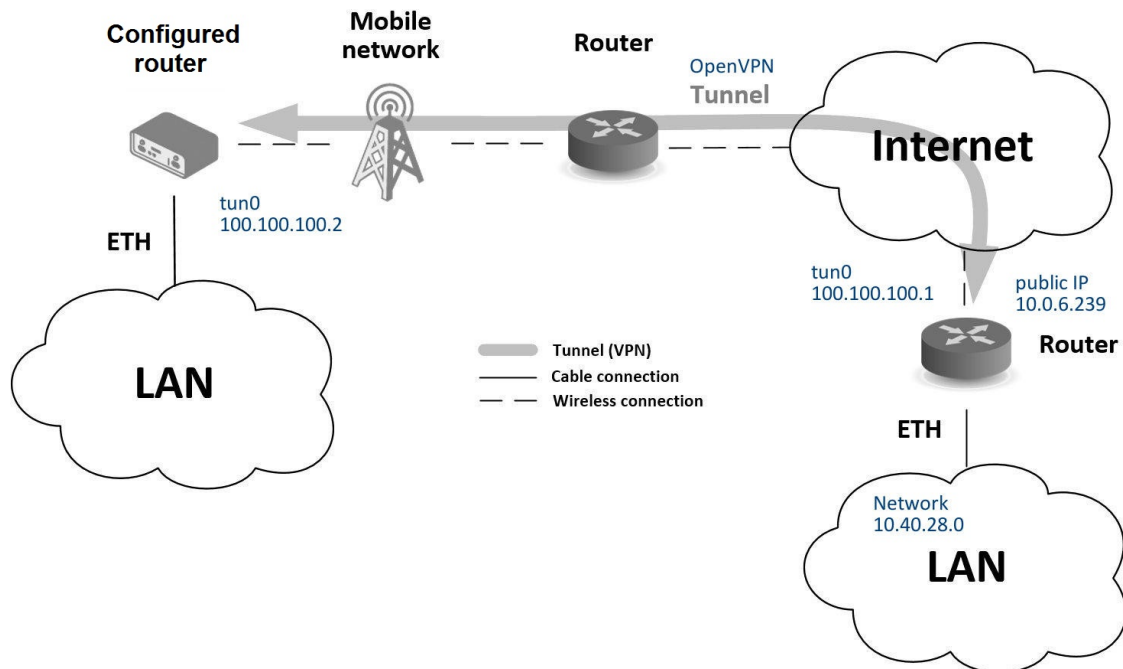 Configured
router
Mobile
network
Router
OpenVPN
Tunnel
Internet
tun0
100.100.100.2
ETH
LAN
tun0
100.100.100.1
public IP
10.0.6.239
Router
Tunnel (VPN)
Cable connection
Wireless connection
ETH
Network
10.40.28.0
LAN